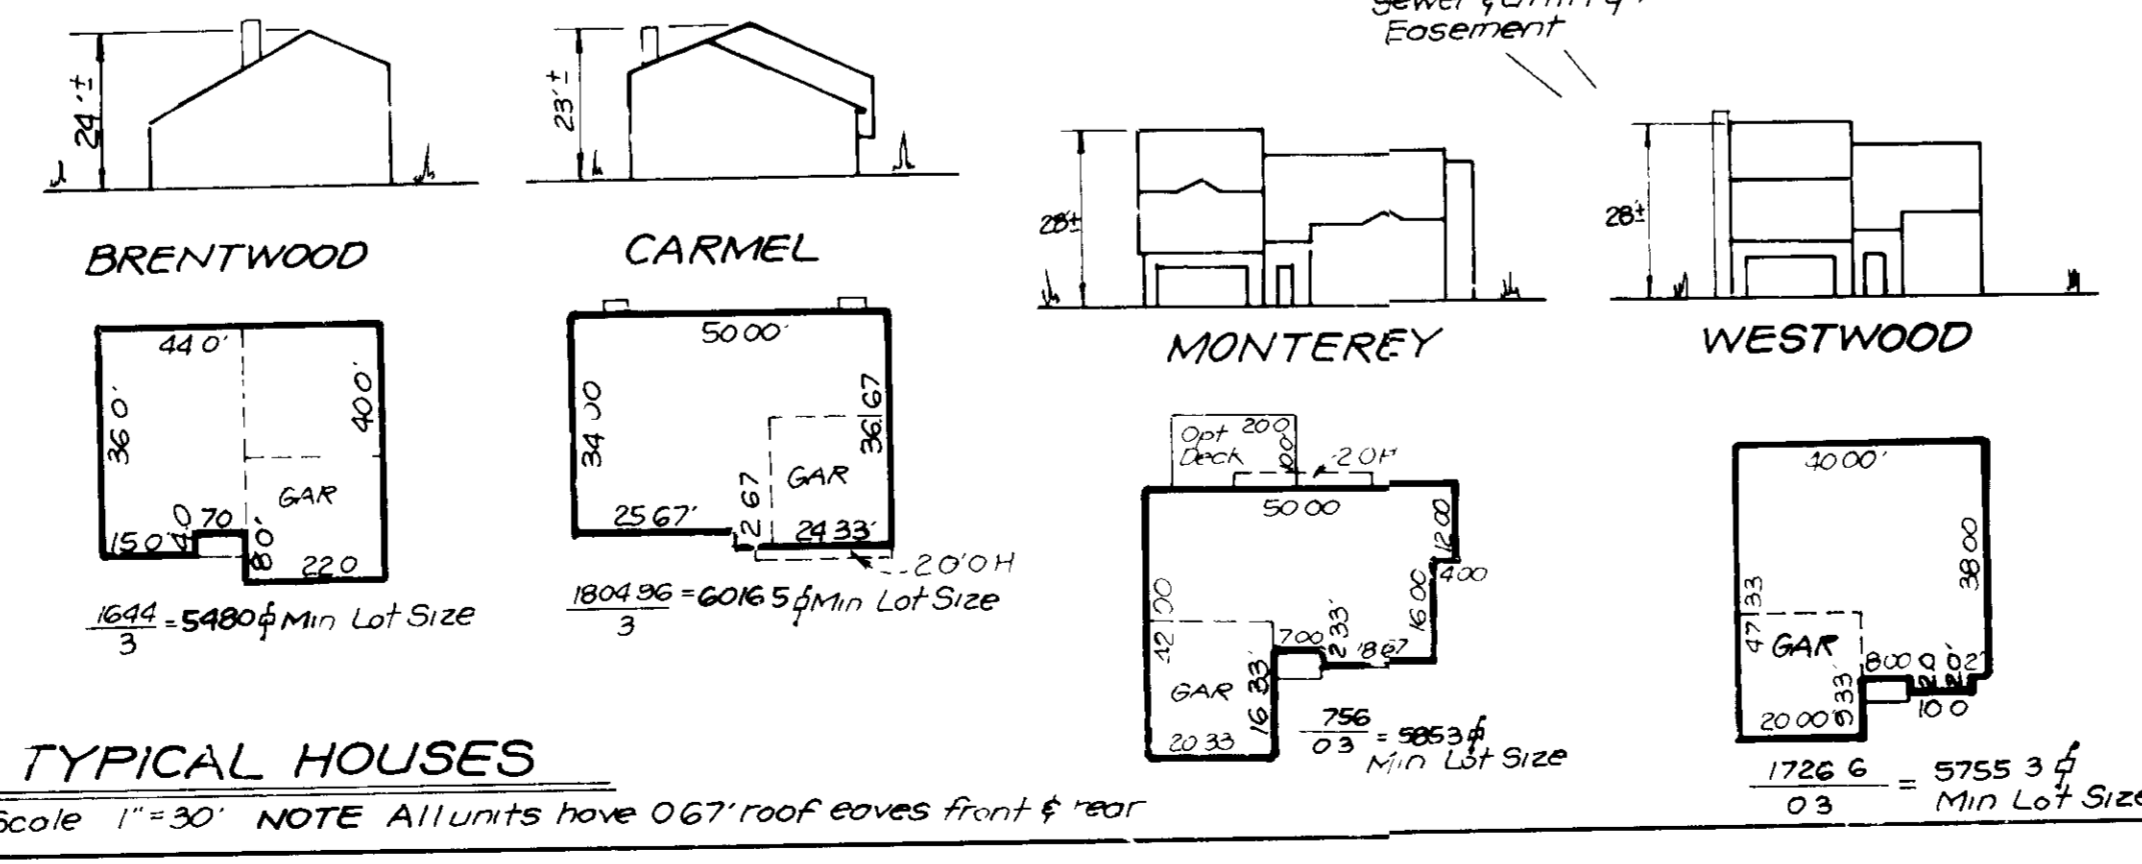 Easement
24'±
23'±
28'±
28'±
BRENTWOOD
CARMEL
MONTEREY
WESTWOOD
44 0'
36 0'
40 0'
GAR
15 0'
4.0
70
8 0'
22 0
1644 / 3 = 5480 ⌗ Min Lot Size
50 00'
34 00
36 67
GAR
25 67'
2 67
24 33'
2 0' O H
1804 96 / 3 = 6016 5 ⌗ Min Lot Size
Opt 20 0
Deck
2 0 H
50 00
12 00
4 00
16 00
42 00
7 00
2 33'
18 67
GAR
16 33'
20 33
756 / 0 3 = 5853 ⌗
Min Lot Size
40 00'
38 00
47 33
GAR
8 00
9 33
20 00
10 0
1726 6 / 0 3 = 5755 3 ⌗
Min Lot Size
TYPICAL HOUSES
Scale 1"=30' NOTE All units have 0 67' roof eaves front & rear